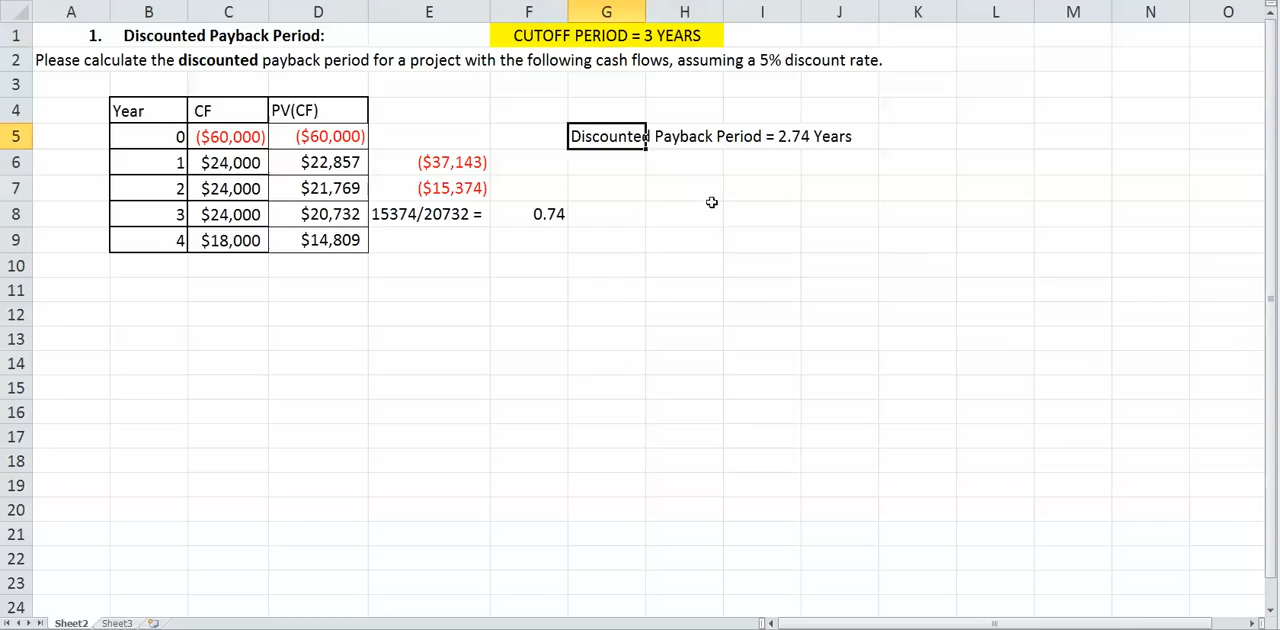 A B C D E F G H I J K L M N O
1 1. Discounted Payback Period: CUTOFF PERIOD = 3 YEARS
2 Please calculate the discounted payback period for a project with the following cash flows, assuming a 5% discount rate.
3
4 Year CF PV(CF)
5 0 ($60,000) ($60,000) Discounted Payback Period = 2.74 Years
6 1 $24,000 $22,857 ($37,143)
7 2 $24,000 $21,769 ($15,374)
8 3 $24,000 $20,732 15374/20732 = 0.74
9 4 $18,000 $14,809
10
11
12
13
14
15
16
17
18
19
20
21
22
23
24
Sheet2 Sheet3